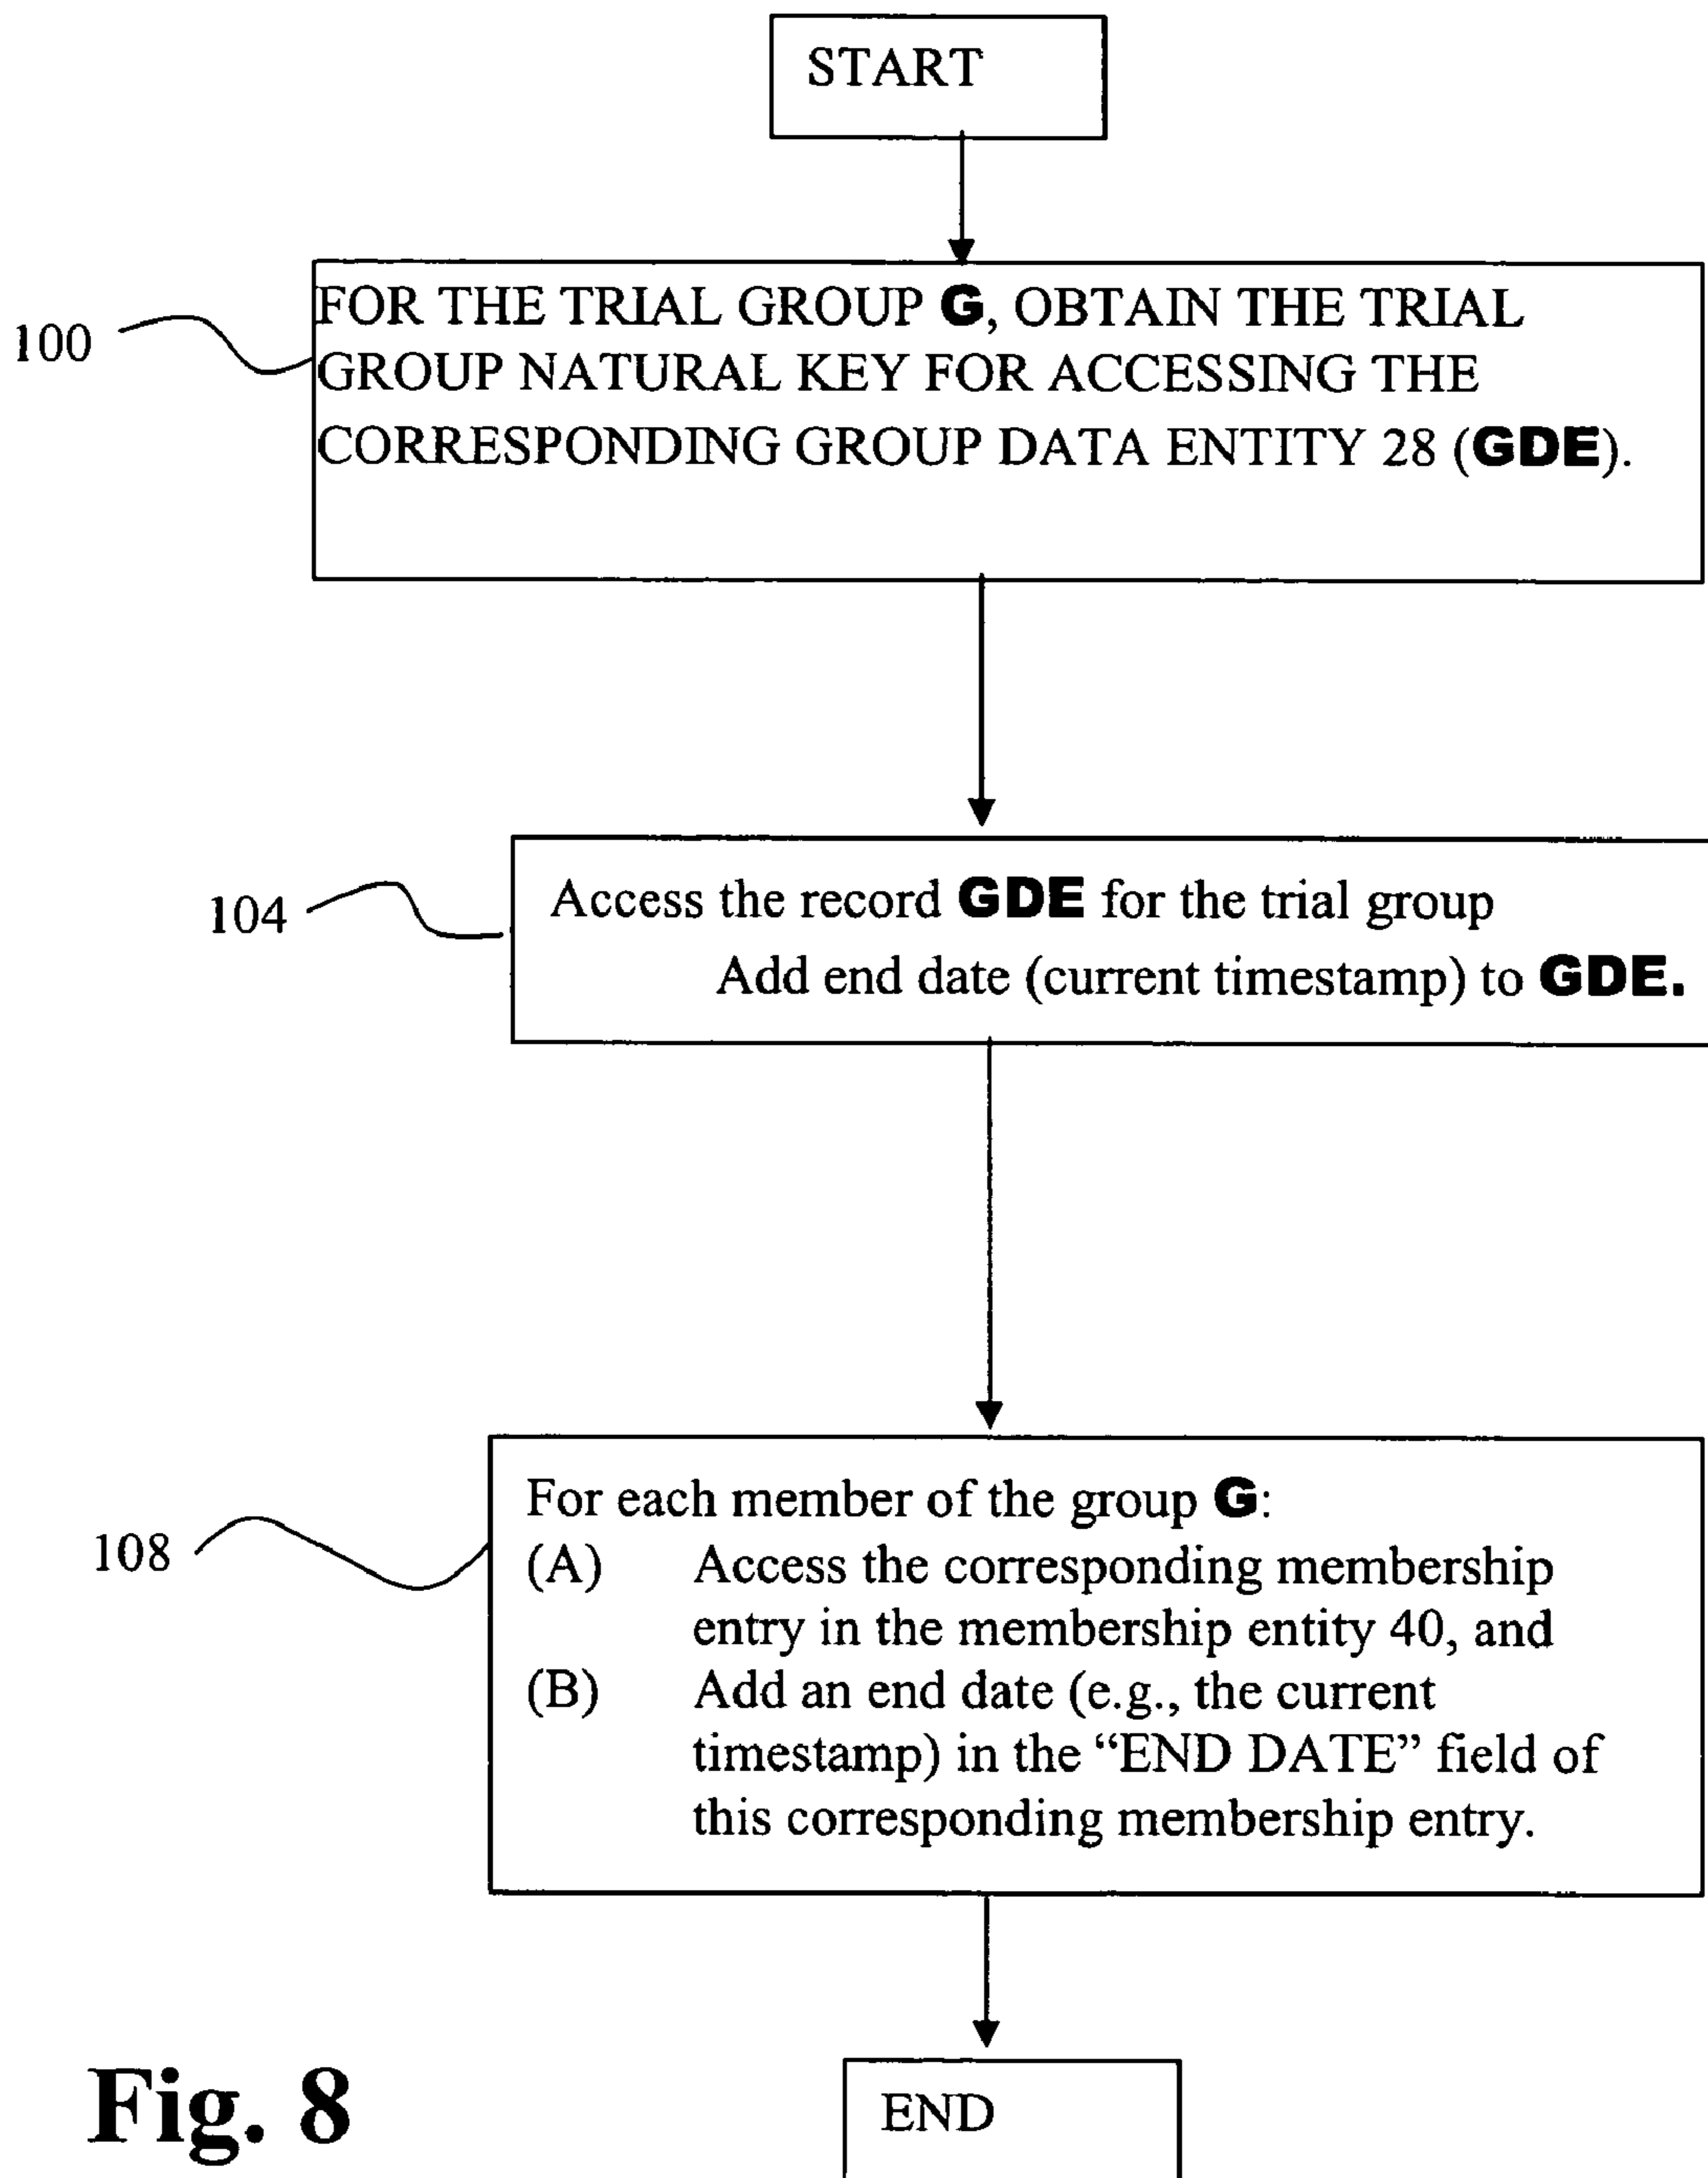 START
100
FOR THE TRIAL GROUP G, OBTAIN THE TRIAL
GROUP NATURAL KEY FOR ACCESSING THE
CORRESPONDING GROUP DATA ENTITY 28 (GDE).
104
Access the record GDE for the trial group
Add end date (current timestamp) to GDE.
108
For each member of the group G:
(A) Access the corresponding membership
entry in the membership entity 40, and
(B) Add an end date (e.g., the current
timestamp) in the “END DATE” field of
this corresponding membership entry.
END
Fig. 8